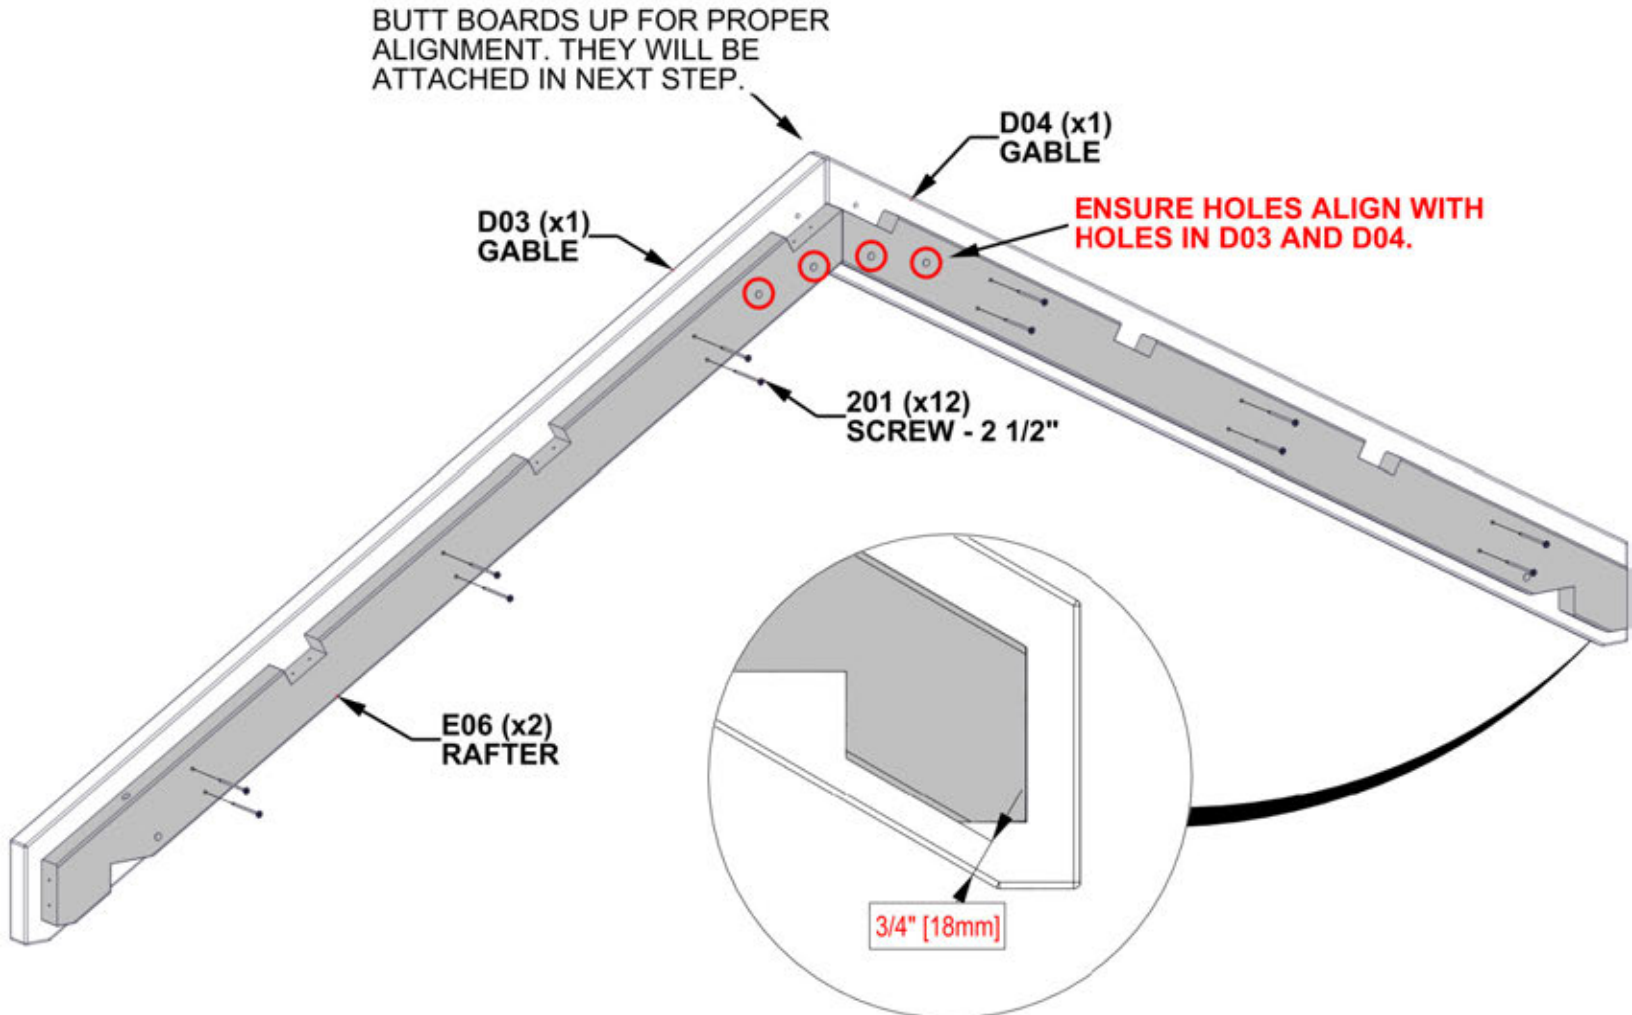 BUTT BOARDS UP FOR PROPER
ALIGNMENT. THEY WILL BE
ATTACHED IN NEXT STEP.
D04 (x1)
GABLE
D03 (x1)
GABLE
ENSURE HOLES ALIGN WITH
HOLES IN D03 AND D04.
201 (x12)
SCREW - 2 1/2"
E06 (x2)
RAFTER
3/4" [18mm]